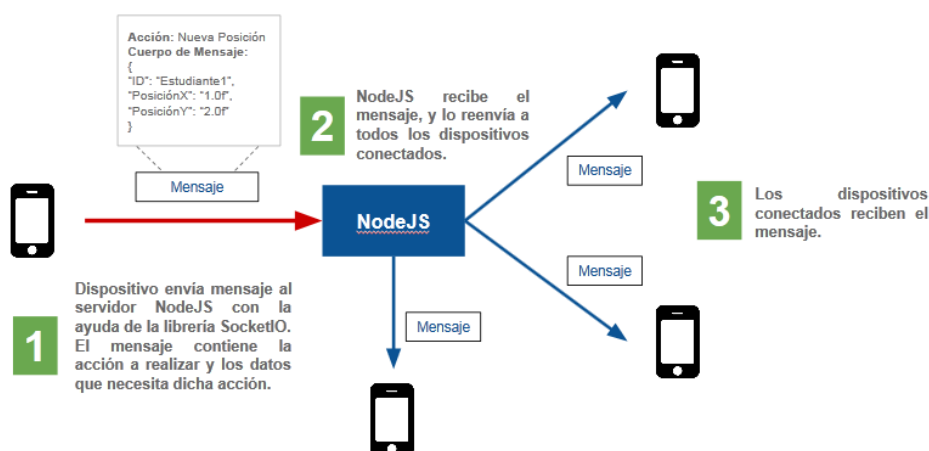 Acción: Nueva Posición
Cuerpo de Mensaje:
{
“ID”: “Estudiante1”,
“PosiciónX”: “1.0f”,
“PosiciónY”: “2.0f”
}
Mensaje
2
NodeJS recibe el
mensaje, y lo reenvía a
todos los dispositivos
conectados.
NodeJS
Mensaje
3
Los dispositivos
conectados reciben el
mensaje.
Mensaje
1
Dispositivo envía mensaje al
servidor NodeJS con la
ayuda de la librería SocketIO.
El mensaje contiene la
acción a realizar y los datos
que necesita dicha acción.
Mensaje